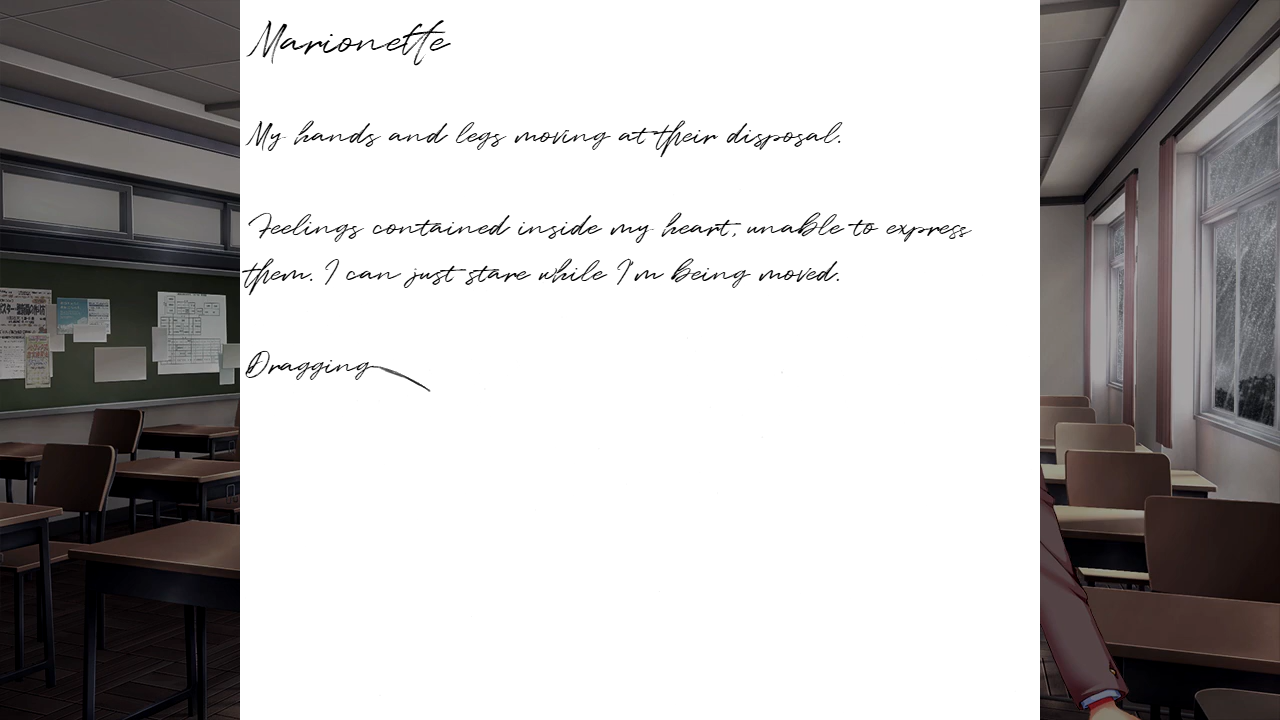 Marionette
My hands and legs moving at their disposal.
Feelings contained inside my heart, unable to express
them. I can just stare while I'm being moved.
Dragging